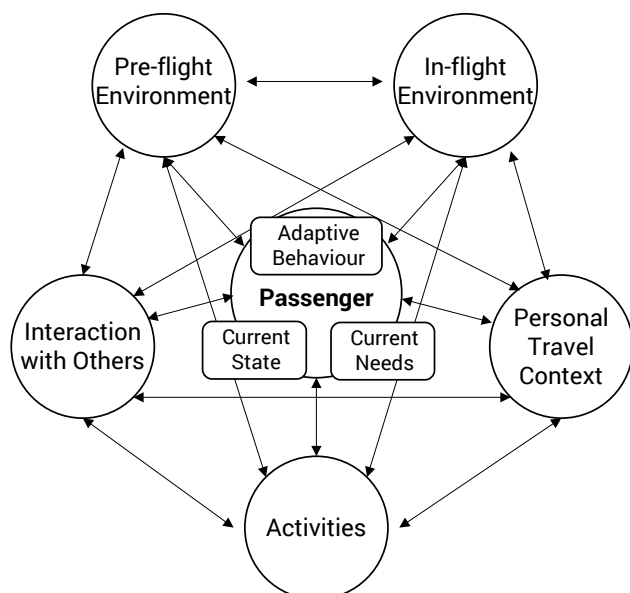 Pre-flight
Environment
In-flight
Environment
Adaptive
Behaviour
Passenger
Current
State
Current
Needs
Interaction
with Others
Personal
Travel
Context
Activities